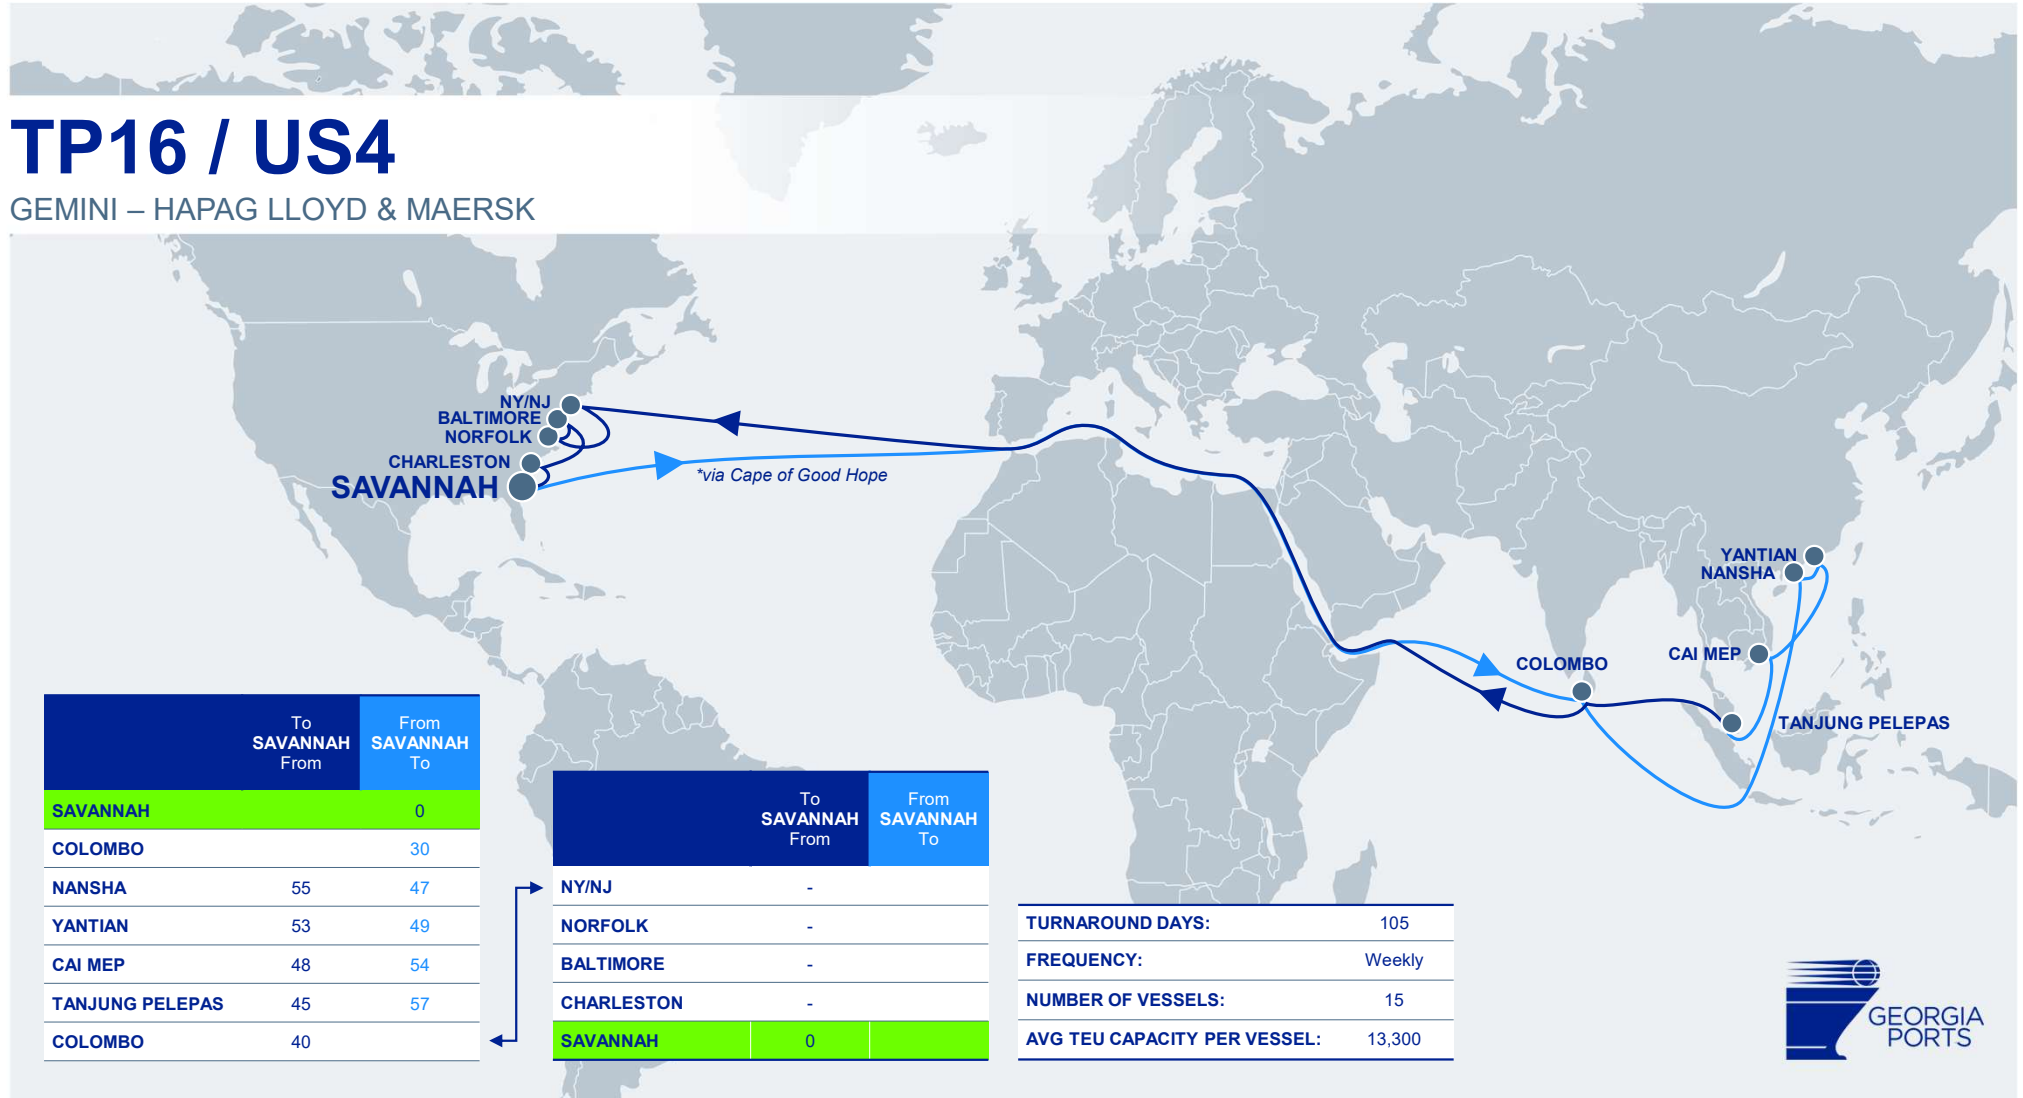 TP16 / US4
GEMINI – HAPAG LLOYD & MAERSK
NY/NJ
BALTIMORE
NORFOLK
CHARLESTON
SAVANNAH
*via Cape of Good Hope
YANTIAN
NANSHA
CAI MEP
COLOMBO
TANJUNG PELEPAS
To SAVANNAH From
From SAVANNAH To
SAVANNAH 0
COLOMBO 30
NANSHA 55 47
YANTIAN 53 49
CAI MEP 48 54
TANJUNG PELEPAS 45 57
COLOMBO 40
To SAVANNAH From
From SAVANNAH To
NY/NJ -
NORFOLK -
BALTIMORE -
CHARLESTON -
SAVANNAH 0
TURNAROUND DAYS: 105
FREQUENCY: Weekly
NUMBER OF VESSELS: 15
AVG TEU CAPACITY PER VESSEL: 13,300
GEORGIA
PORTS